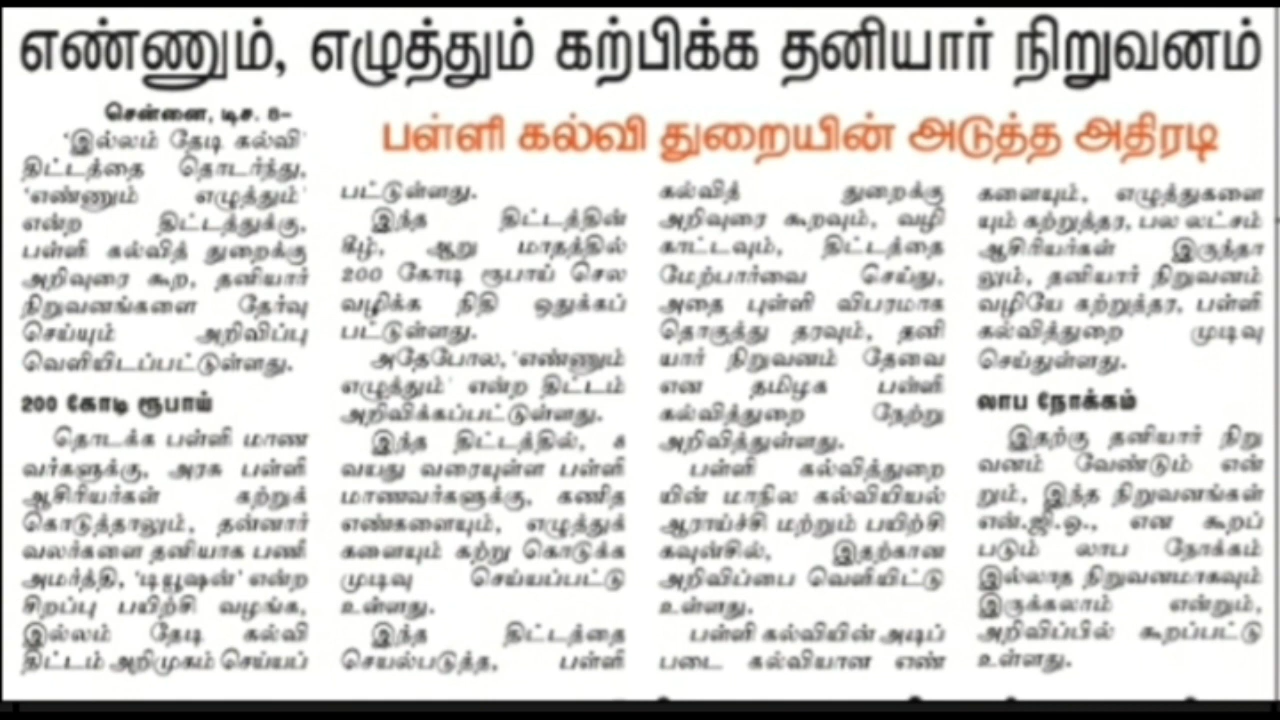 எண்ணும், எழுத்தும் கற்பிக்க தனியார் நிறுவனம்
பள்ளி கல்வி துறையின் அடுத்த அதிரடி
சென்னை, டிச. 8–
'இல்லம் தேடி கல்வி'
திட்டத்தை தொடர்ந்து,
'எண்ணும் எழுத்தும்'
என்ற திட்டத்துக்கு,
பள்ளி கல்வித் துறைக்கு
அறிவுரை கூற, தனியார்
நிறுவனங்களை தேர்வு
செய்யும் அறிவிப்பு
வெளியிடப்பட்டுள்ளது.
200 கோடி ரூபாய்
தொடக்க பள்ளி மாண
வர்களுக்கு, அரசு பள்ளி
ஆசிரியர்கள் கற்றுக்
கொடுத்தாலும், தன்னார்
வலர்களை தனியாக பணி
அமர்த்தி, 'டியூஷன்' என்ற
சிறப்பு பயிற்சி வழங்க,
இல்லம் தேடி கல்வி
திட்டம் அறிமுகம் செய்யப்
பட்டுள்ளது.
இந்த திட்டத்தின்
கீழ், ஆறு மாதத்தில்
200 கோடி ரூபாய் செல
வழிக்க நிதி ஒதுக்கப்
பட்டுள்ளது.
அதேபோல, 'எண்ணும்
எழுத்தும்' என்ற திட்டம்
அறிவிக்கப்பட்டுள்ளது.
இந்த திட்டத்தில், 8
வயது வரையுள்ள பள்ளி
மாணவர்களுக்கு, கணித
எண்களையும், எழுத்துக்
களையும் கற்று கொடுக்க
முடிவு செய்யப்பட்டு
உள்ளது.
இந்த திட்டத்தை
செயல்படுத்த, பள்ளி
கல்வித் துறைக்கு
அறிவுரை கூறவும், வழி
காட்டவும், திட்டத்தை
மேற்பார்வை செய்து,
அதை புள்ளி விபரமாக
தொகுத்து தரவும், தனி
யார் நிறுவனம் தேவை
என தமிழக பள்ளி
கல்வித்துறை நேற்று
அறிவித்துள்ளது.
பள்ளி கல்வித்துறை
யின் மாநில கல்வியியல்
ஆராய்ச்சி மற்றும் பயிற்சி
கவுன்சில், இதற்கான
அறிவிப்பை வெளியிட்டு
உள்ளது.
பள்ளி கல்வியின் அடிப்
படை கல்வியான எண்
களையும், எழுத்துகளை
யும் கற்றுத்தர, பல லட்சம்
ஆசிரியர்கள் இருந்தா
லும், தனியார் நிறுவனம்
வழியே கற்றுத்தர, பள்ளி
கல்வித்துறை முடிவு
செய்துள்ளது.
லாப நோக்கம்
இதற்கு தனியார் நிறு
வனம் வேண்டும் என்
றும், இந்த நிறுவனங்கள்
என்.ஜி.ஓ., என கூறப்
படும் லாப நோக்கம்
இல்லாத நிறுவனமாகவும்
இருக்கலாம் என்றும்,
அறிவிப்பில் கூறப்பட்டு
உள்ளது.